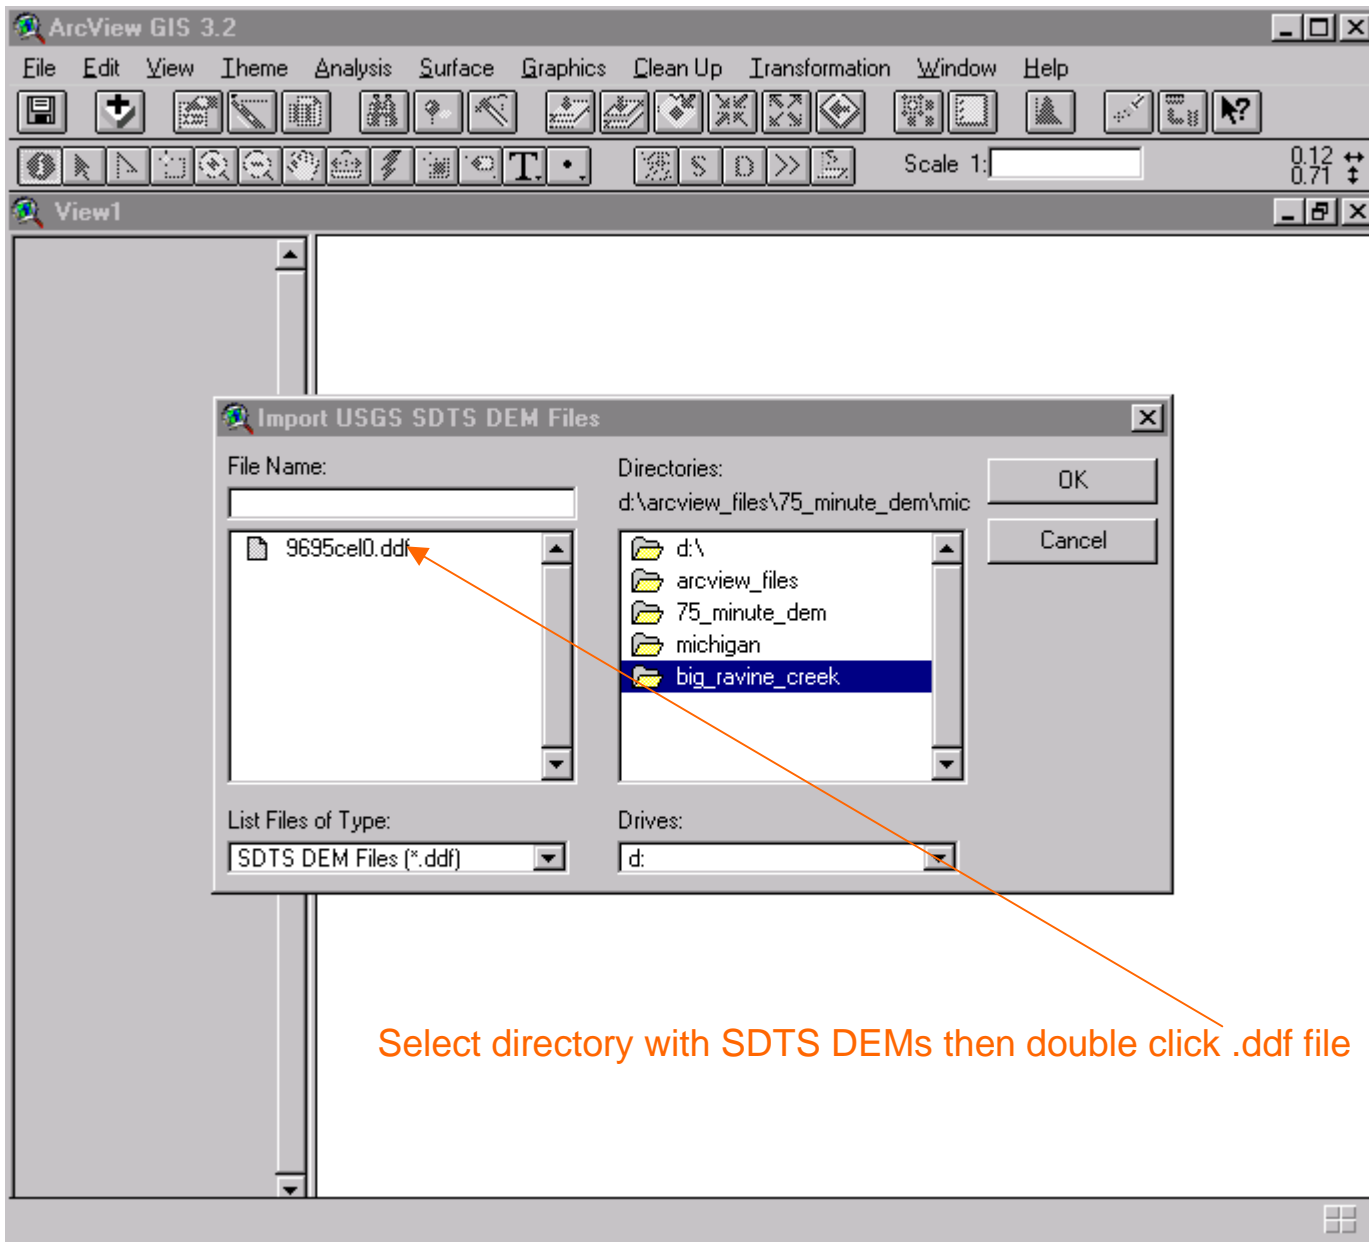 ArcView GIS 3.2
File Edit View Theme Analysis Surface Graphics Clean Up Transformation Window Help
T. S D >> Scale 1: 0.12
0.71
View1
Import USGS SDTS DEM Files
File Name:
Directories:
d:\arcview_files\75_minute_dem\mic
OK
Cancel
9695cel0.ddf
d:\
arcview_files
75_minute_dem
michigan
big_ravine_creek
List Files of Type:
SDTS DEM Files (*.ddf)
Drives:
d:
Select directory with SDTS DEMs then double click .ddf file